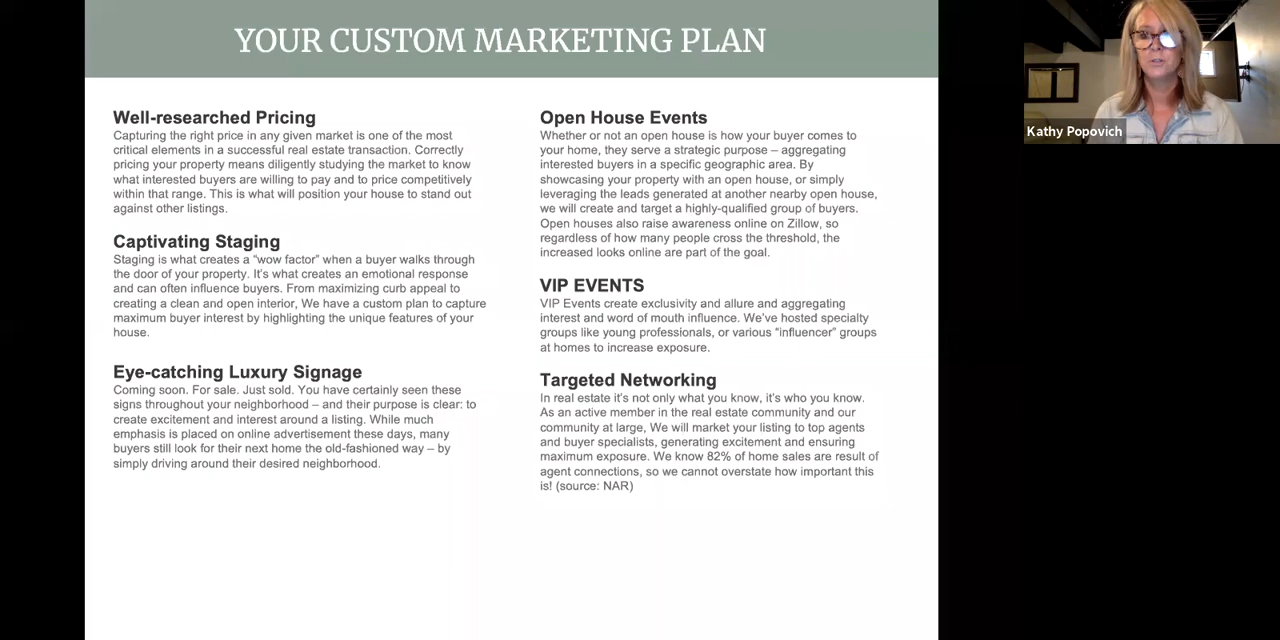 YOUR CUSTOM MARKETING PLAN
Well-researched Pricing
Capturing the right price in any given market is one of the most
critical elements in a successful real estate transaction. Correctly
pricing your property means diligently studying the market to know
what interested buyers are willing to pay and to price competitively
within that range. This is what will position your house to stand out
against other listings.
Captivating Staging
Staging is what creates a “wow factor” when a buyer walks through
the door of your property. It’s what creates an emotional response
and can often influence buyers. From maximizing curb appeal to
creating a clean and open interior, We have a custom plan to capture
maximum buyer interest by highlighting the unique features of your
house.
Eye-catching Luxury Signage
Coming soon. For sale. Just sold. You have certainly seen these
signs throughout your neighborhood – and their purpose is clear: to
create excitement and interest around a listing. While much
emphasis is placed on online advertisement these days, many
buyers still look for their next home the old-fashioned way – by
simply driving around their desired neighborhood.
Open House Events
Whether or not an open house is how your buyer comes to
your home, they serve a strategic purpose – aggregating
interested buyers in a specific geographic area. By
showcasing your property with an open house, or simply
leveraging the leads generated at another nearby open house,
we will create and target a highly-qualified group of buyers.
Open houses also raise awareness online on Zillow, so
regardless of how many people cross the threshold, the
increased looks online are part of the goal.
VIP EVENTS
VIP Events create exclusivity and allure and aggregating
interest and word of mouth influence. We’ve hosted specialty
groups like young professionals, or various “influencer” groups
at homes to increase exposure.
Targeted Networking
In real estate it’s not only what you know, it’s who you know.
As an active member in the real estate community and our
community at large, We will market your listing to top agents
and buyer specialists, generating excitement and ensuring
maximum exposure. We know 82% of home sales are result of
agent connections, so we cannot overstate how important this
is! (source: NAR)
Kathy Popovich